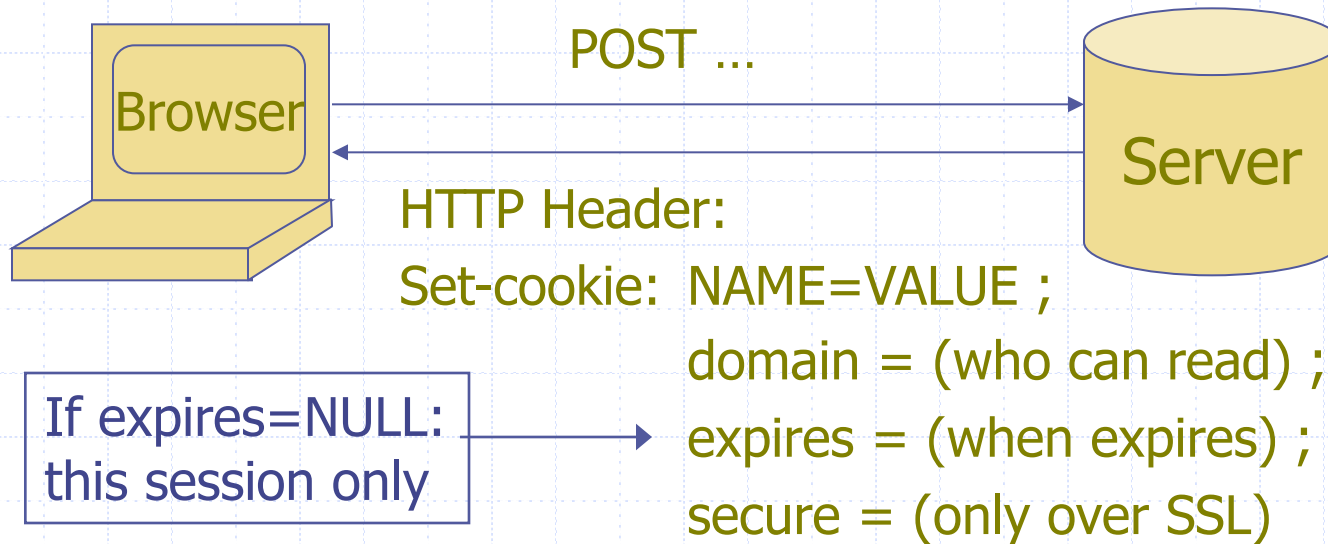 POST …
Browser
Server
HTTP Header:
Set-cookie: NAME=VALUE ;
domain = (who can read) ;
If expires=NULL:
expires = (when expires) ;
this session only
secure = (only over SSL)